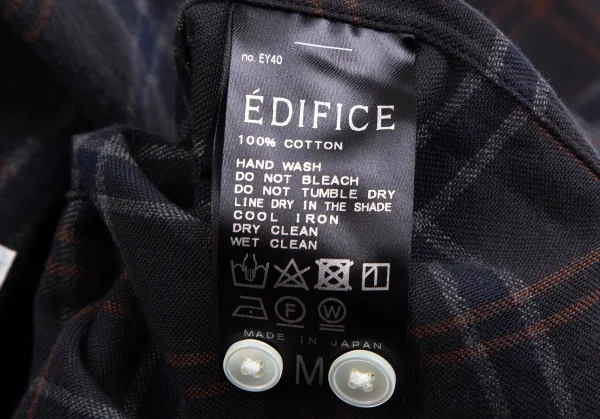 no. EY40
ÉDIFICE
100% COTTON
HAND WASH
DO NOT BLEACH
DO NOT TUMBLE DRY
LINE DRY IN THE SHADE
COOL IRON
DRY CLEAN
WET CLEAN
F W
MADE IN JAPAN
M